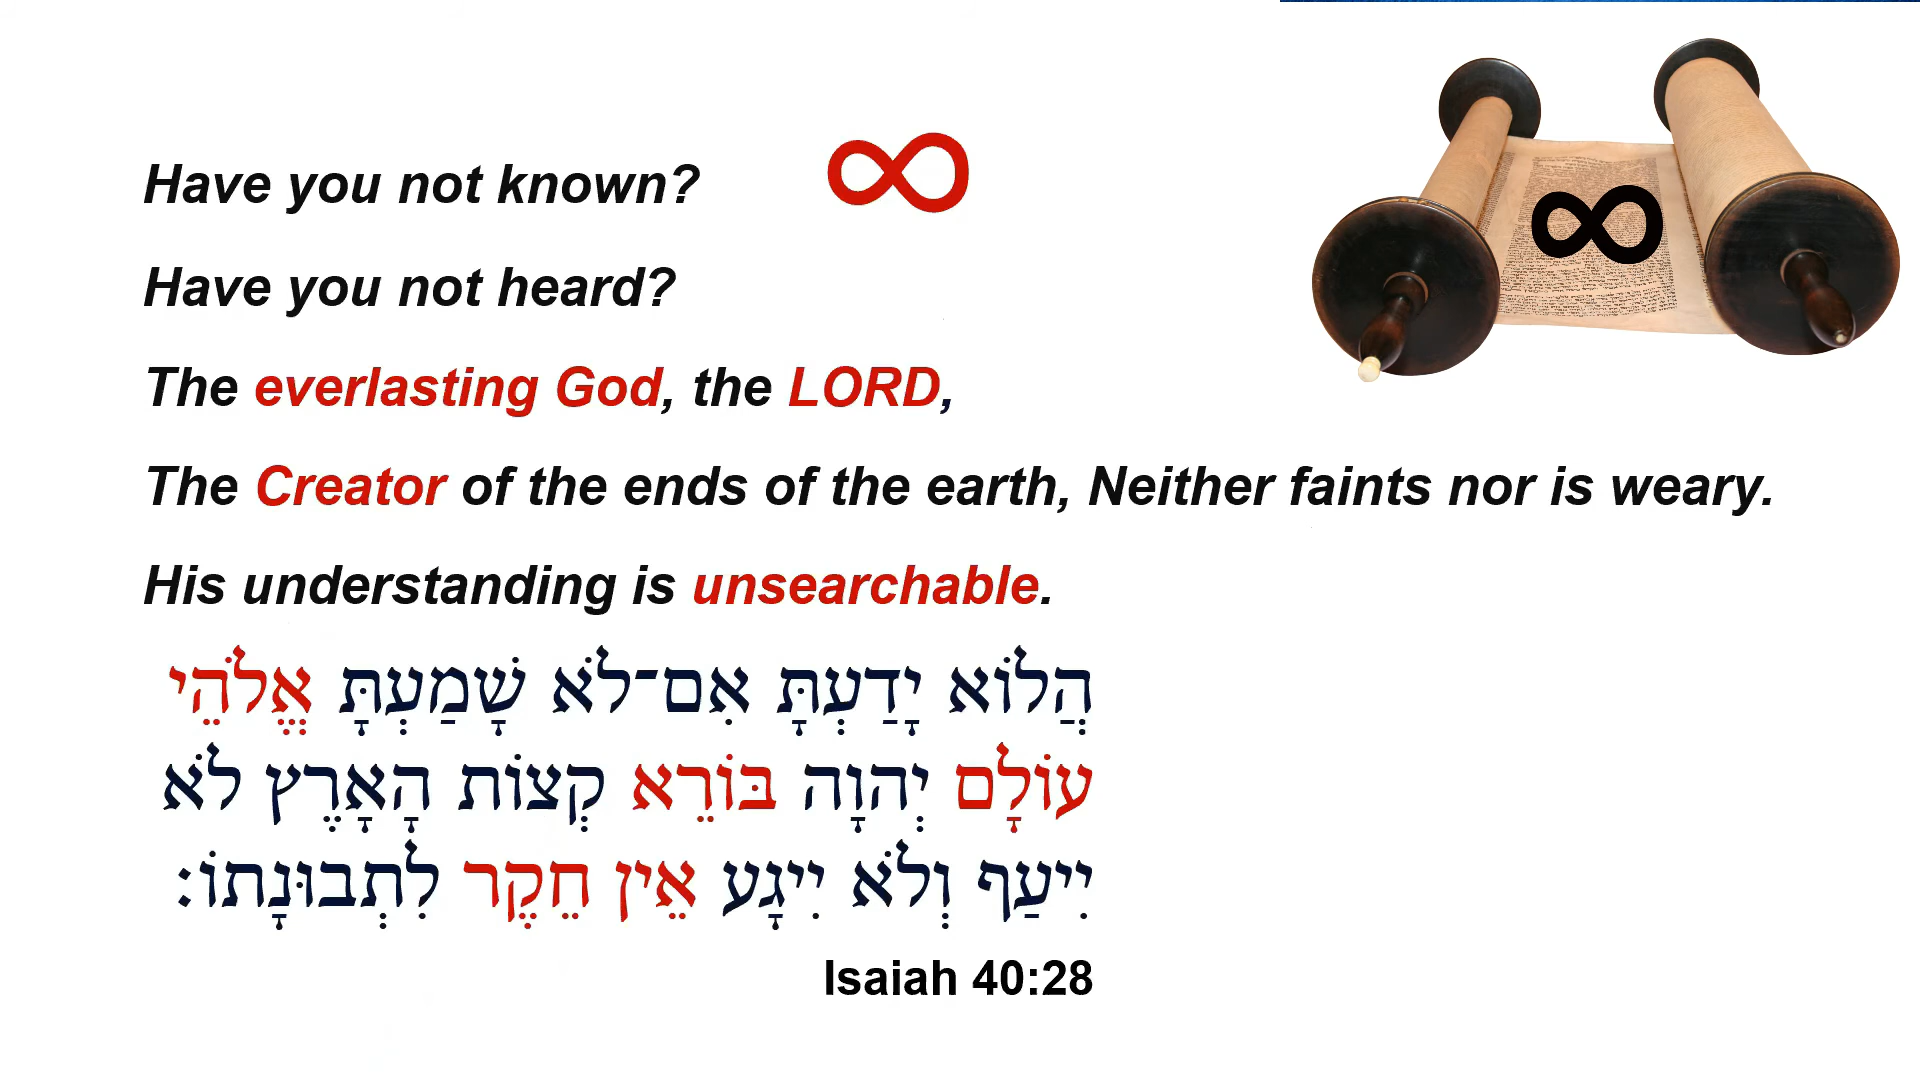 Have you not known?
Have you not heard?
The everlasting God, the LORD,
The Creator of the ends of the earth, Neither faints nor is weary.
His understanding is unsearchable.
הֲלוֹא יָדַעְתָּ אִם־לֹא שָׁמַעְתָּ אֱלֹהֵי
עוֹלָם יְהוָה בּוֹרֵא קְצוֹת הָאָרֶץ לֹא
יִיעַף וְלֹא יִיגָע אֵין חֵקֶר לִתְבוּנָתוֹ׃
Isaiah 40:28